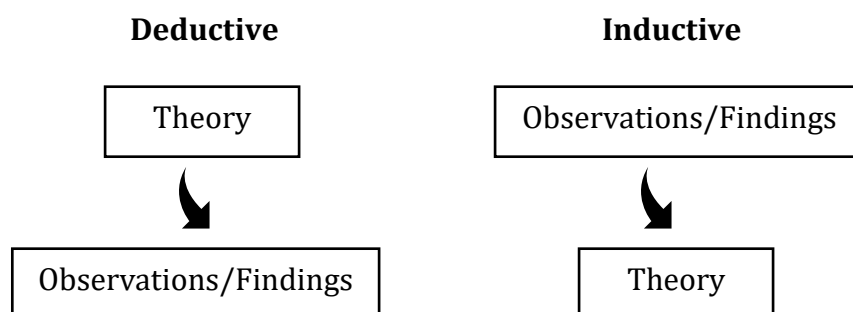 Deductive
Theory
Observations/Findings
Inductive
Observations/Findings
Theory